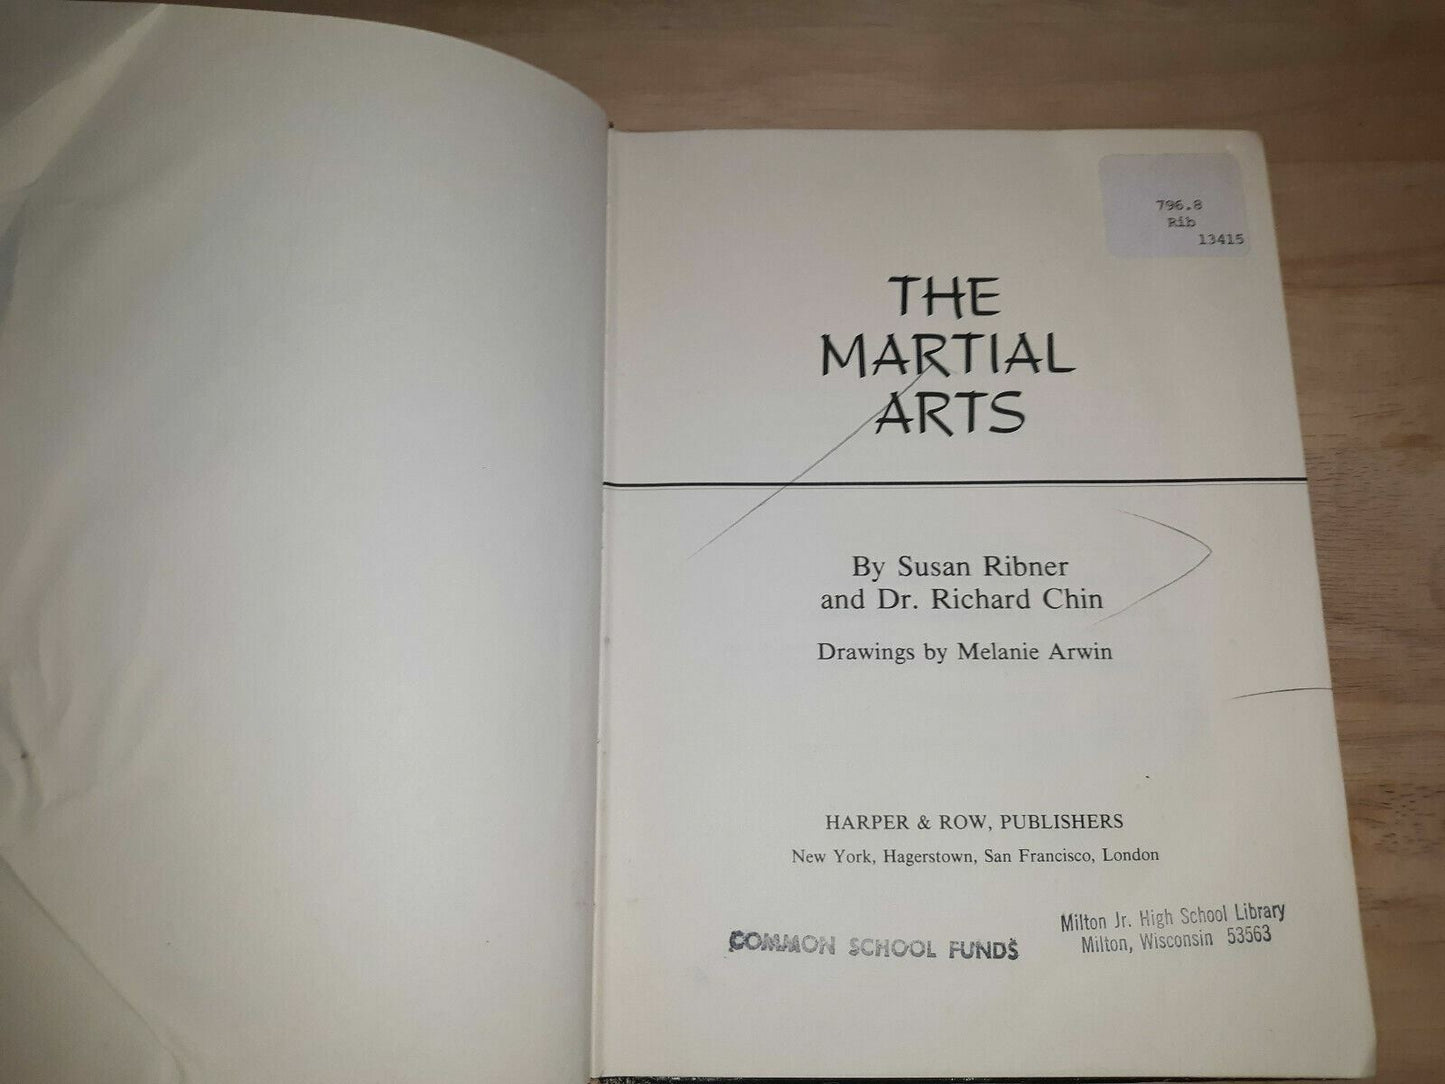 796.8
Rib
13415
THE
MARTIAL
ARTS
By Susan Ribner
and Dr. Richard Chin
Drawings by Melanie Arwin
HARPER & ROW, PUBLISHERS
New York, Hagerstown, San Francisco, London
COMMON SCHOOL FUNDS
Milton Jr. High School Library
Milton, Wisconsin 53563